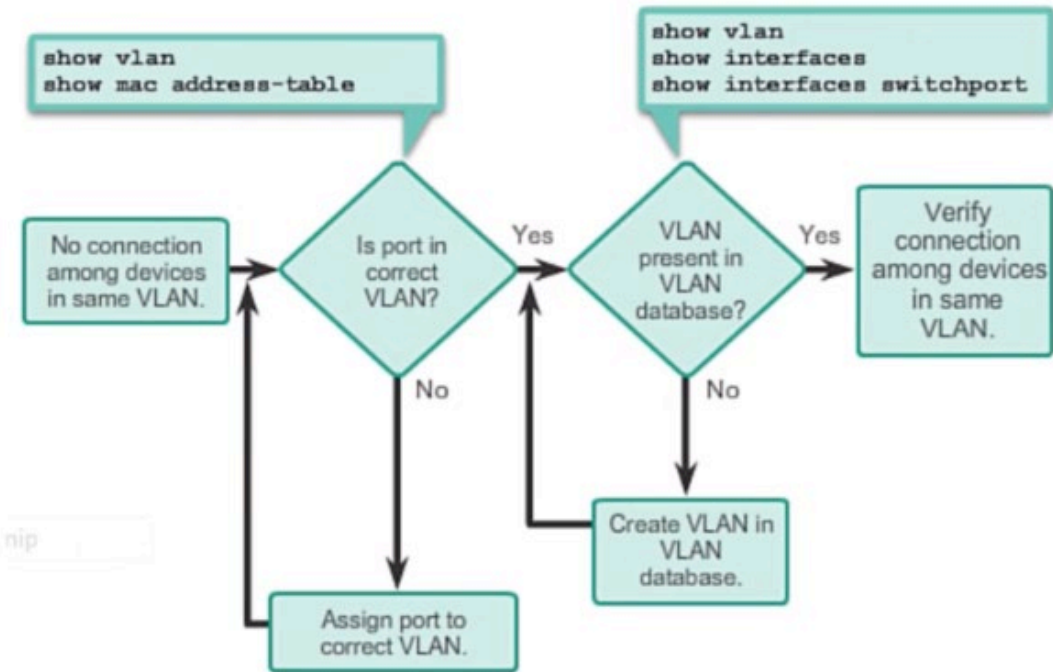 show vlan
show mac address-table
show vlan
show interfaces
show interfaces switchport
No connection
among devices
in same VLAN.
Is port in
correct
VLAN?
Yes
No
VLAN
present in
VLAN
database?
Yes
No
Verify
connection
among devices
in same
VLAN.
Create VLAN in
VLAN
database.
Assign port to
correct VLAN.
nip